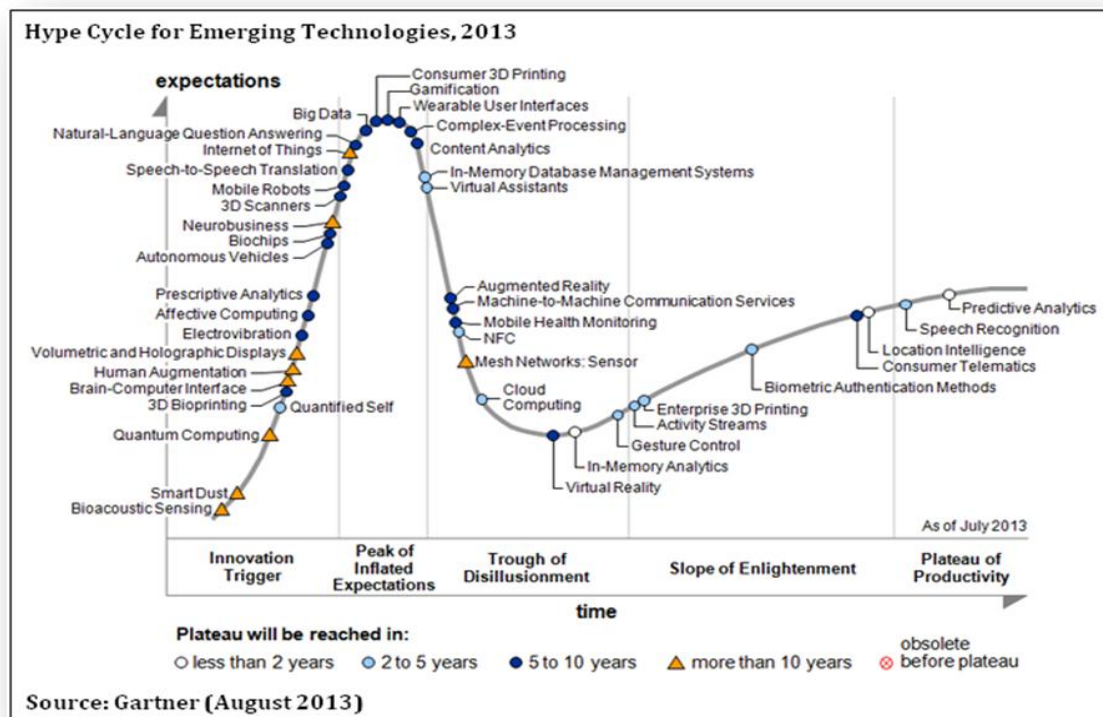 Hype Cycle for Emerging Technologies, 2013
expectations
Consumer 3D Printing
Gamification
Wearable User Interfaces
Big Data
Complex-Event Processing
Natural-Language Question Answering
Content Analytics
Internet of Things
Speech-to-Speech Translation
In-Memory Database Management Systems
Mobile Robots
Virtual Assistants
3D Scanners
Neurobusiness
Biochips
Autonomous Vehicles
Augmented Reality
Prescriptive Analytics
Machine-to-Machine Communication Services
Predictive Analytics
Affective Computing
Mobile Health Monitoring
Speech Recognition
Electrovibration
NFC
Location Intelligence
Volumetric and Holographic Displays
Mesh Networks: Sensor
Consumer Telematics
Human Augmentation
Brain-Computer Interface
Biometric Authentication Methods
3D Bioprinting
Cloud
Computing
Quantified Self
Enterprise 3D Printing
Activity Streams
Quantum Computing
Gesture Control
In-Memory Analytics
Virtual Reality
Smart Dust
Bioacoustic Sensing
As of July 2013
Innovation
Trigger
Peak of
Inflated
Expectations
Trough of
Disillusionment
Slope of Enlightenment
Plateau of
Productivity
time
Plateau will be reached in:
less than 2 years
2 to 5 years
5 to 10 years
more than 10 years
obsolete
before plateau
Source: Gartner (August 2013)